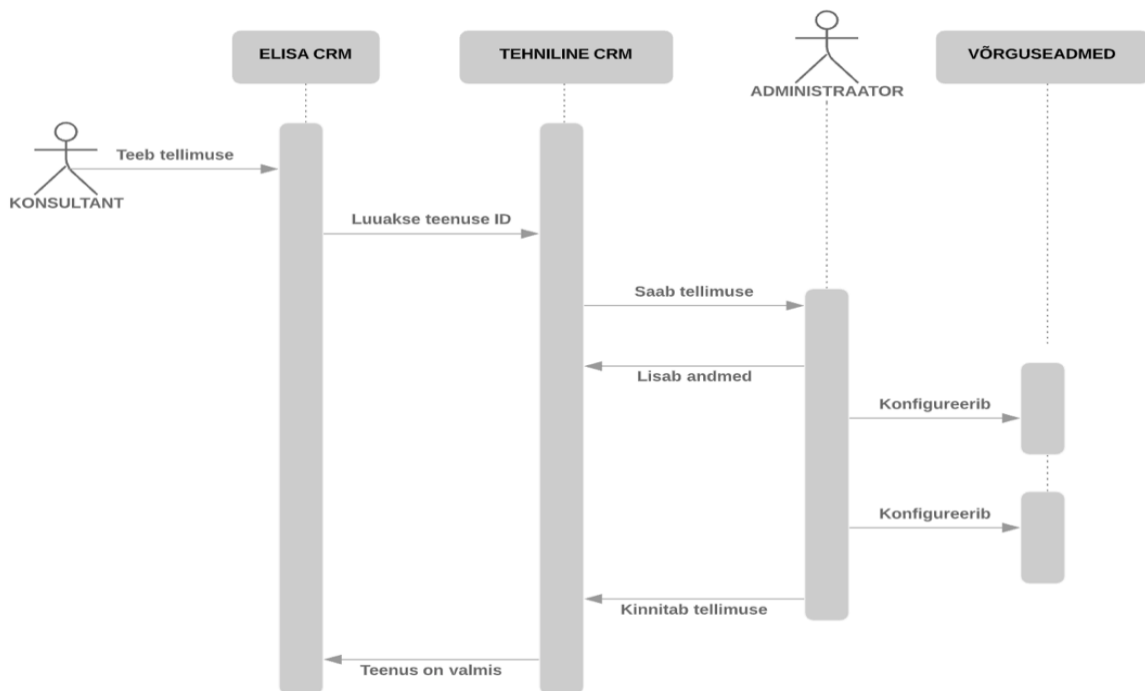 ELISA CRM
TEHNILINE CRM
ADMINISTRAATOR
VÕRGUSEADMED
KONSULTANT
Teeb tellimuse
Luuakse teenuse ID
Saab tellimuse
Lisab andmed
Konfigureerib
Konfigureerib
Kinnitab tellimuse
Teenus on valmis